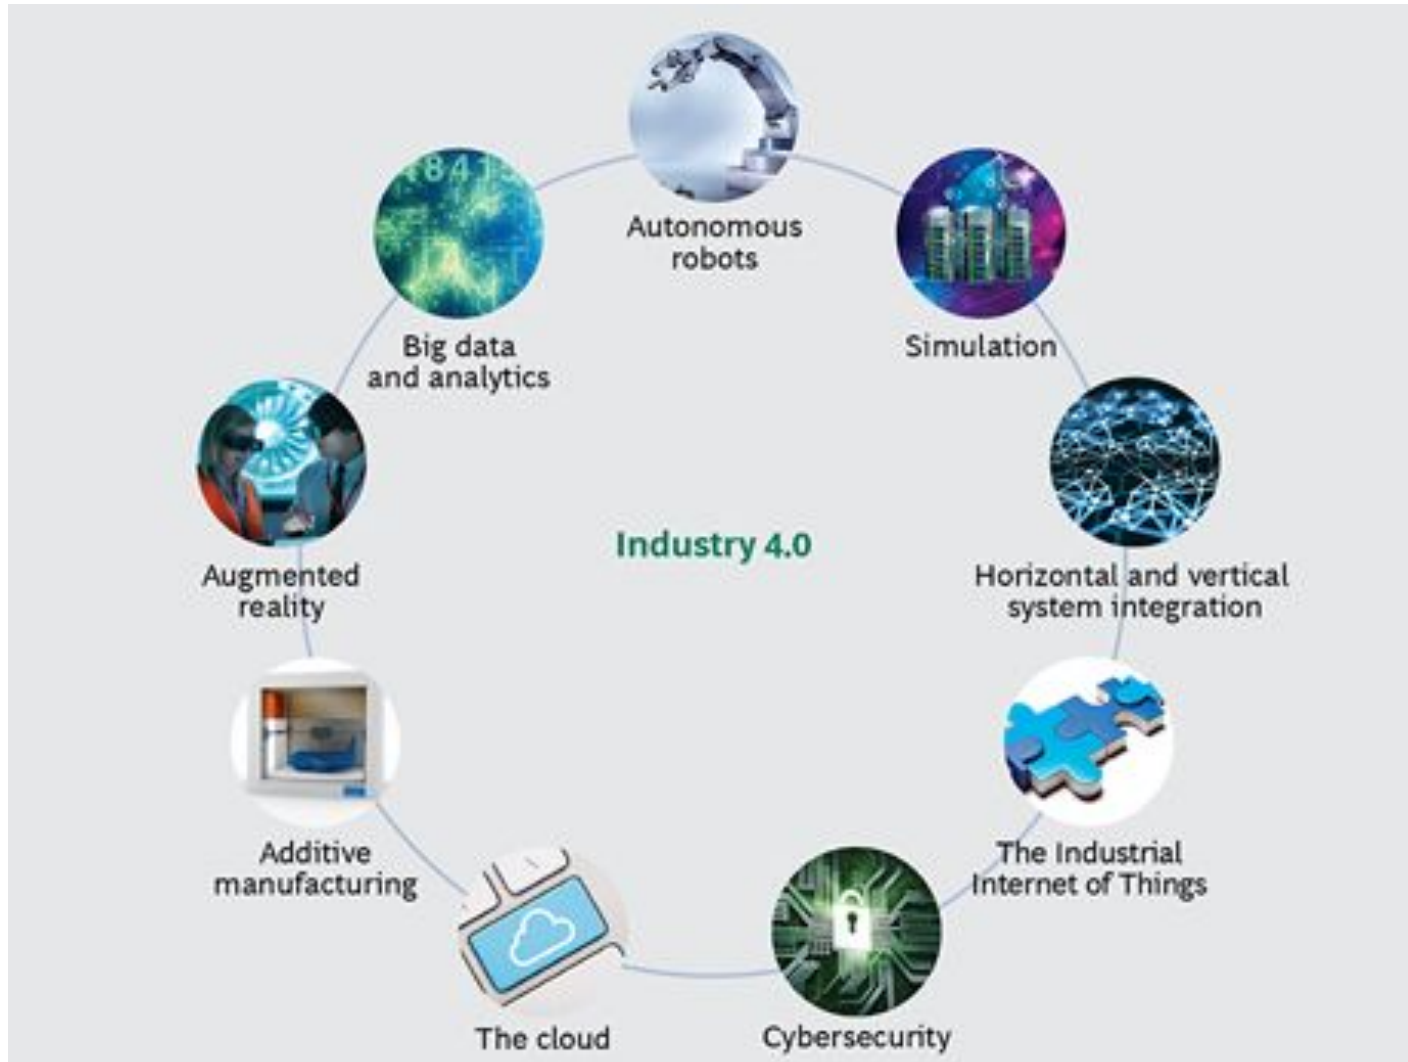 Autonomous
robots
Simulation
Horizontal and vertical
system integration
The Industrial
Internet of Things
Cybersecurity
The cloud
Additive
manufacturing
Augmented
reality
Big data
and analytics
Industry 4.0